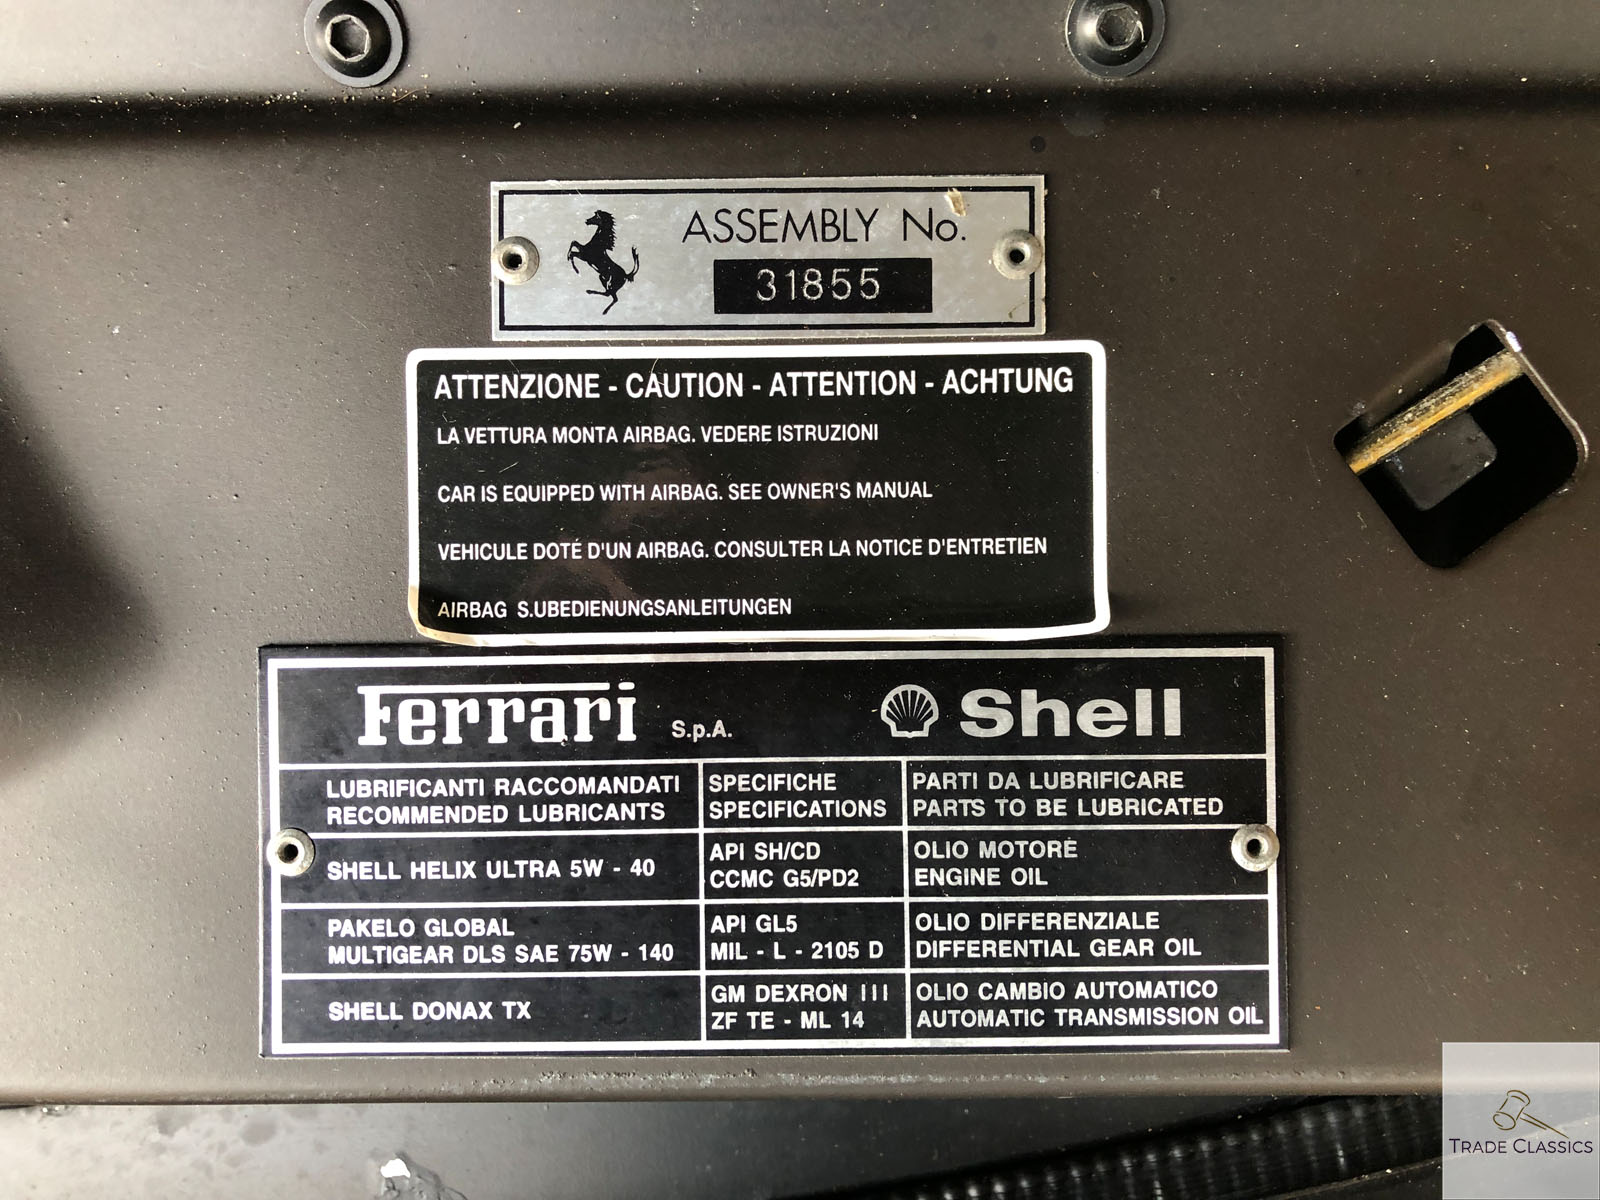 ASSEMBLY No.
31855
ATTENZIONE - CAUTION - ATTENTION - ACHTUNG
LA VETTURA MONTA AIRBAG. VEDERE ISTRUZIONI
CAR IS EQUIPPED WITH AIRBAG. SEE OWNER'S MANUAL
VEHICULE DOTE D'UN AIRBAG. CONSULTER LA NOTICE D'ENTRETIEN
AIRBAG S.UBEDIENUNGSANLEITUNGEN
Ferrari S.p.A. Shell
LUBRIFICANTI RACCOMANDATI
RECOMMENDED LUBRICANTS
SPECIFICHE
SPECIFICATIONS
PARTI DA LUBRIFICARE
PARTS TO BE LUBRICATED
SHELL HELIX ULTRA 5W - 40
API SH/CD
CCMC G5/PD2
OLIO MOTORE
ENGINE OIL
PAKELO GLOBAL
MULTIGEAR DLS SAE 75W - 140
API GL5
MIL - L - 2105 D
OLIO DIFFERENZIALE
DIFFERENTIAL GEAR OIL
SHELL DONAX TX
GM DEXRON III
ZF TE - ML 14
OLIO CAMBIO AUTOMATICO
AUTOMATIC TRANSMISSION OIL
TRADE CLASSICS